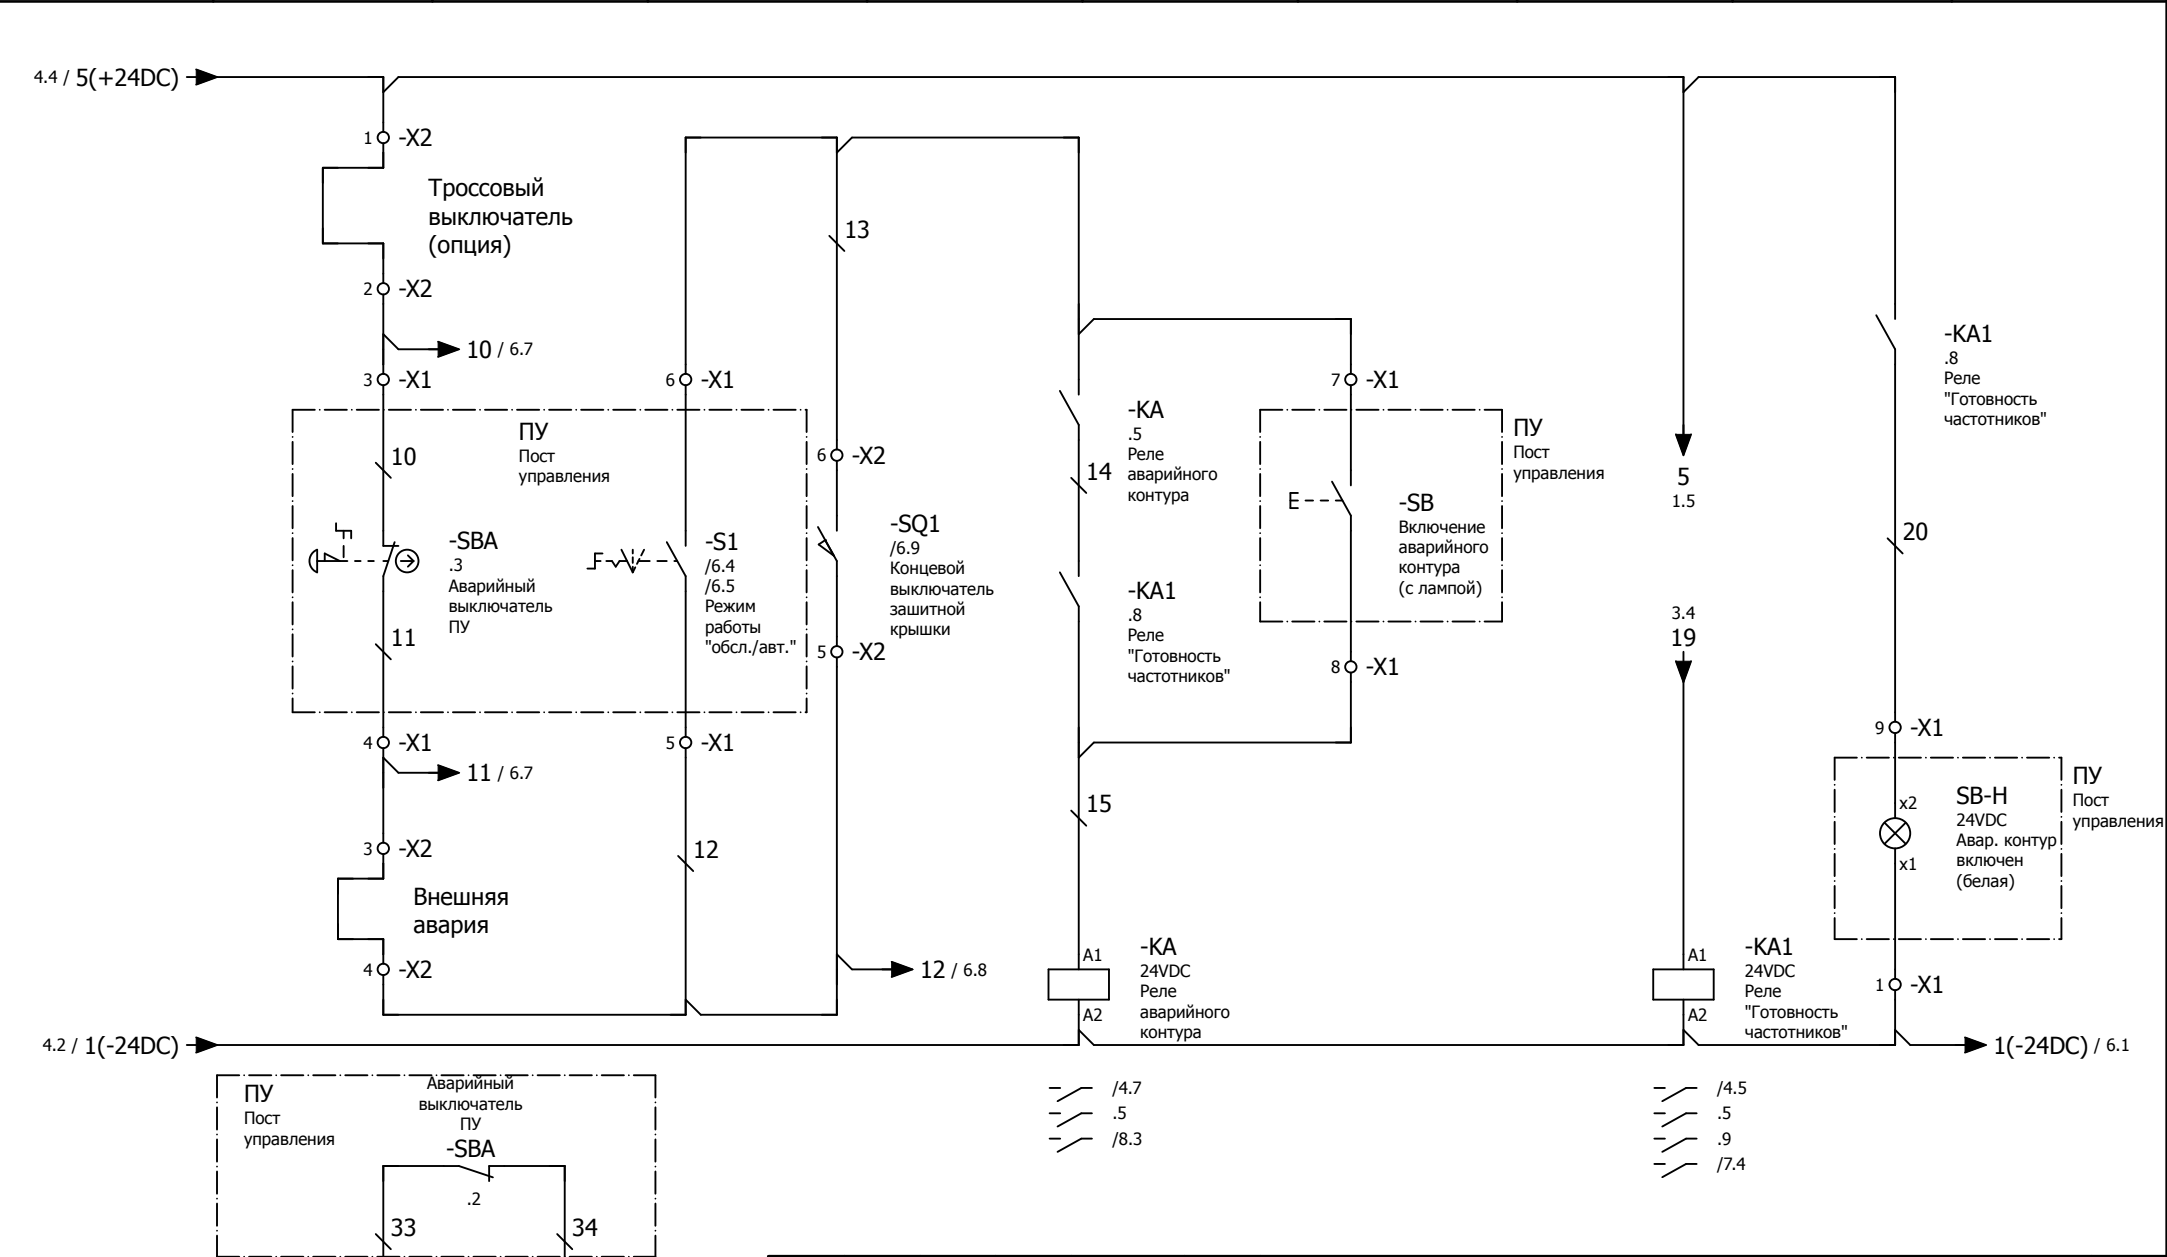 4.4 / 5(+24DC)
1 -X2
Троссовый
выключатель
(опция)
2 -X2
10 / 6.7
3 -X1
ПУ
Пост
управления
10
-SBA
.3
Аварийный
выключатель
ПУ
11
4 -X1
11 / 6.7
3 -X2
Внешняя
авария
4 -X2
6 -X1
-S1
/6.4
/6.5
Режим
работы
"обсл./авт."
5 -X1
12
13
6 -X2
-SQ1
/6.9
Концевой
выключатель
зашитной
крышки
5 -X2
12 / 6.8
-KA
.5
Реле
аварийного
контура
14
-KA1
.8
Реле
"Готовность
частотников"
15
A1
-KA
24VDC
Реле
аварийного
контура
A2
7 -X1
ПУ
Пост
управления
E
-SB
Включение
аварийного
контура
(с лампой)
8 -X1
5
1.5
3.4
19
A1
-KA1
24VDC
Реле
"Готовность
частотников"
A2
-KA1
.8
Реле
"Готовность
частотников"
20
9 -X1
ПУ
Пост
управления
x2
SB-H
24VDC
Авар. контур
включен
(белая)
x1
1 -X1
4.2 / 1(-24DC)
1(-24DC) / 6.1
ПУ
Пост
управления
Аварийный
выключатель
ПУ
-SBA
.2
33
34
/4.7
.5
/8.3
/4.5
.5
.9
/7.4